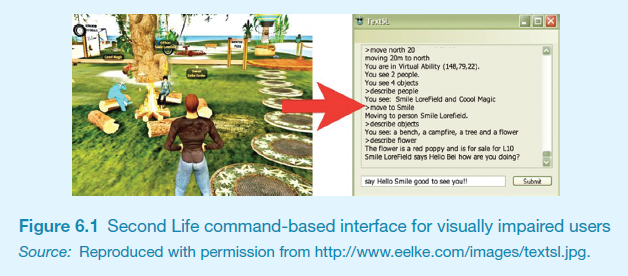 Coool Magic
TextSL
>move north 20
moving 20m to north
You are in Virtual Ability (148,79,22).
You see 2 people.
You see 4 objects
>describe people
You see: Smile LoreField and Coool Magic
>move to Smile
Moving to person Smile Lorefield.
>describe objects
You see: a bench, a campfire, a tree and a flower
>describe flower
The flower is a red poppy and is for sale for L10
Smile LoreField says Hello Bei how are you doing?
say Hello Smile good to see you!!
Submit
Figure 6.1 Second Life command-based interface for visually impaired users
Source: Reproduced with permission from http://www.eelke.com/images/textsl.jpg.